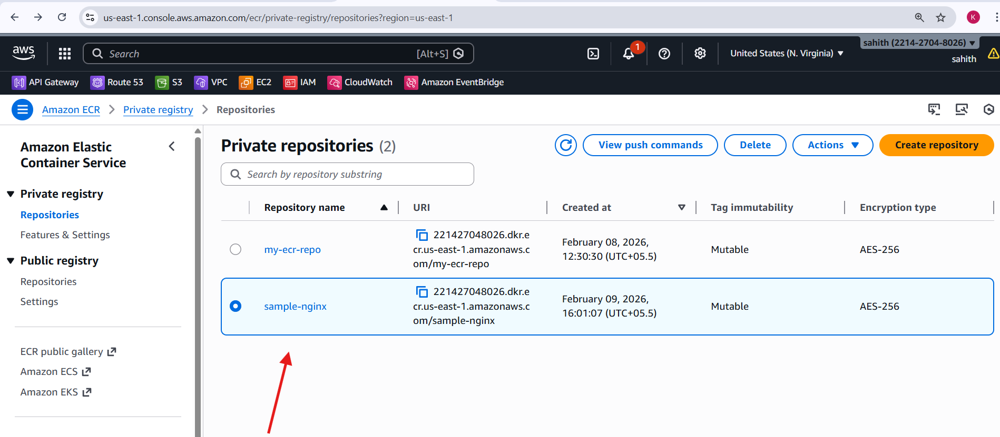 us-east-1.console.aws.amazon.com/ecr/private-registry/repositories?region=us-east-1
K
aws
Search
[Alt+S]
1
United States (N. Virginia)
sahith (2214-2704-8026)
sahith
API Gateway
Route 53
S3
VPC
EC2
IAM
CloudWatch
Amazon EventBridge
Amazon ECR
Private registry
Repositories
Amazon Elastic
Container Service
Private registry
Repositories
Features & Settings
Public registry
Repositories
Settings
ECR public gallery
Amazon ECS
Amazon EKS
Private repositories (2)
View push commands
Delete
Actions
Create repository
Search by repository substring
Repository name
URI
Created at
Tag immutability
Encryption type
my-ecr-repo
221427048026.dkr.e
cr.us-east-1.amazonaws.c
om/my-ecr-repo
February 08, 2026,
12:30:30 (UTC+05.5)
Mutable
AES-256
sample-nginx
221427048026.dkr.e
cr.us-east-1.amazonaws.c
om/sample-nginx
February 09, 2026,
16:01:07 (UTC+05.5)
Mutable
AES-256